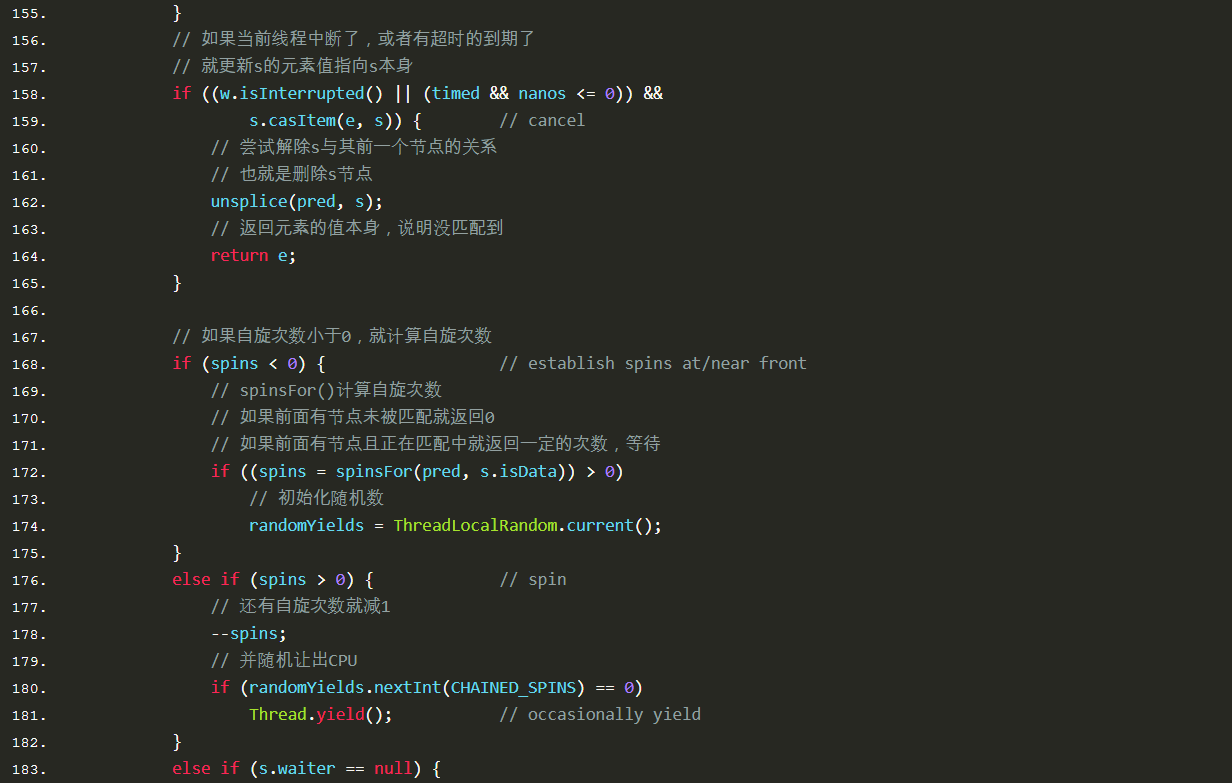 155. }
156. // 如果当前线程中断了，或者有超时的到期了
157. // 就更新s的元素值指向s本身
158. if ((w.isInterrupted() || (timed && nanos <= 0)) &&
159. s.casItem(e, s)) { // cancel
160. // 尝试解除s与其前一个节点的关系
161. // 也就是删除s节点
162. unsplice(pred, s);
163. // 返回元素的值本身，说明没匹配到
164. return e;
165. }
166.
167. // 如果自旋次数小于0，就计算自旋次数
168. if (spins < 0) { // establish spins at/near front
169. // spinsFor()计算自旋次数
170. // 如果前面有节点未被匹配就返回0
171. // 如果前面有节点且正在匹配中就返回一定的次数，等待
172. if ((spins = spinsFor(pred, s.isData)) > 0)
173. // 初始化随机数
174. randomYields = ThreadLocalRandom.current();
175. }
176. else if (spins > 0) { // spin
177. // 还有自旋次数就减1
178. --spins;
179. // 并随机让出CPU
180. if (randomYields.nextInt(CHAINED_SPINS) == 0)
181. Thread.yield(); // occasionally yield
182. }
183. else if (s.waiter == null) {